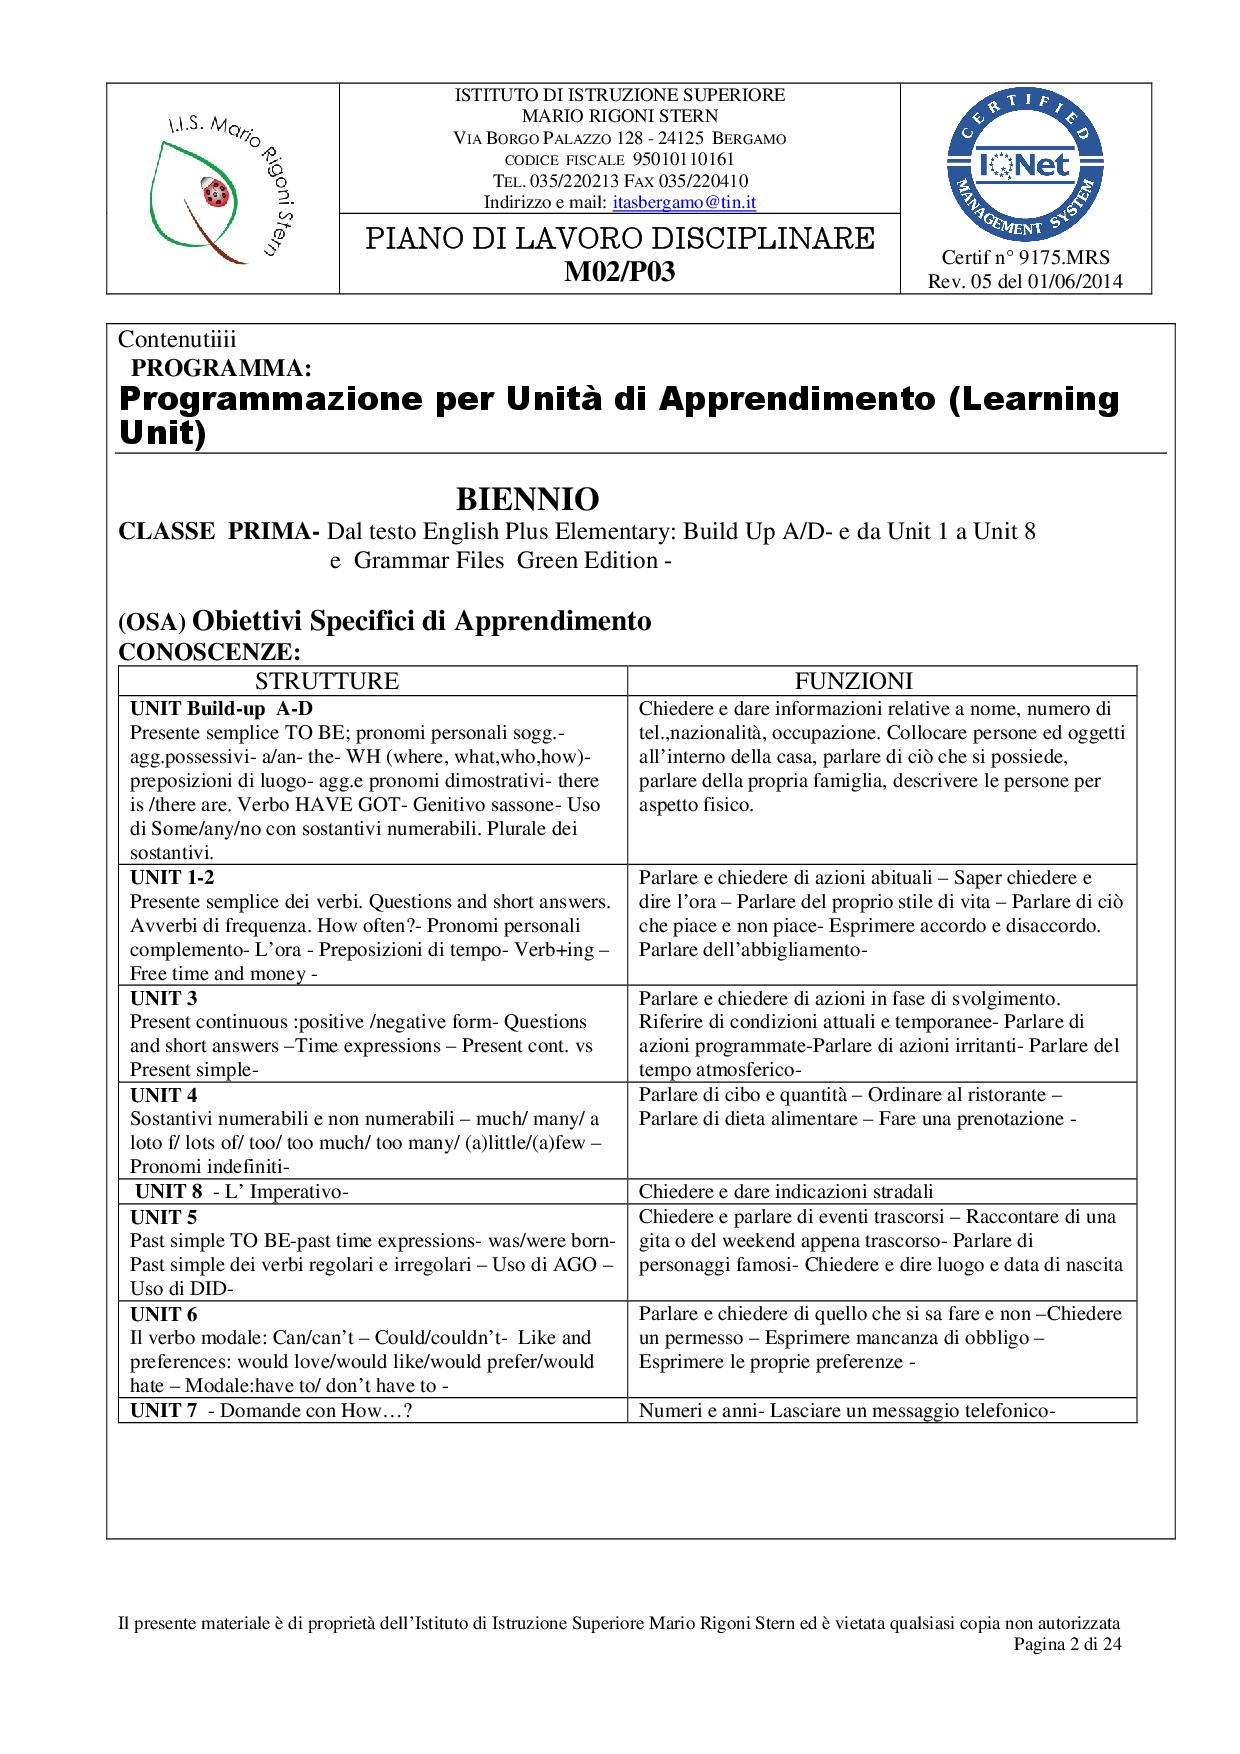 I.I.S. Mario Rigoni Stern
ISTITUTO DI ISTRUZIONE SUPERIORE
MARIO RIGONI STERN
VIA BORGO PALAZZO 128 - 24125 BERGAMO
CODICE FISCALE 95010110161
TEL. 035/220213 FAX 035/220410
Indirizzo e mail: itasbergamo@tin.it
PIANO DI LAVORO DISCIPLINARE
M02/P03
CERTIFIED
IQNet
MANAGEMENT SYSTEM
Certif n° 9175.MRS
Rev. 05 del 01/06/2014
Contenutiiii
PROGRAMMA:
Programmazione per Unità di Apprendimento (Learning
Unit)
BIENNIO
CLASSE PRIMA- Dal testo English Plus Elementary: Build Up A/D- e da Unit 1 a Unit 8
e Grammar Files Green Edition -
(OSA) Obiettivi Specifici di Apprendimento
CONOSCENZE:
STRUTTURE
FUNZIONI
UNIT Build-up A-D
Presente semplice TO BE; pronomi personali sogg.-
agg.possessivi- a/an- the- WH (where, what,who,how)-
preposizioni di luogo- agg.e pronomi dimostrativi- there
is /there are. Verbo HAVE GOT- Genitivo sassone- Uso
di Some/any/no con sostantivi numerabili. Plurale dei
sostantivi.
Chiedere e dare informazioni relative a nome, numero di
tel.,nazionalità, occupazione. Collocare persone ed oggetti
all’interno della casa, parlare di ciò che si possiede,
parlare della propria famiglia, descrivere le persone per
aspetto fisico.
UNIT 1-2
Presente semplice dei verbi. Questions and short answers.
Avverbi di frequenza. How often?- Pronomi personali
complemento- L’ora - Preposizioni di tempo- Verb+ing –
Free time and money -
Parlare e chiedere di azioni abituali – Saper chiedere e
dire l’ora – Parlare del proprio stile di vita – Parlare di ciò
che piace e non piace- Esprimere accordo e disaccordo.
Parlare dell’abbigliamento-
UNIT 3
Present continuous :positive /negative form- Questions
and short answers –Time expressions – Present cont. vs
Present simple-
Parlare e chiedere di azioni in fase di svolgimento.
Riferire di condizioni attuali e temporanee- Parlare di
azioni programmate-Parlare di azioni irritanti- Parlare del
tempo atmosferico-
UNIT 4
Sostantivi numerabili e non numerabili – much/ many/ a
loto f/ lots of/ too/ too much/ too many/ (a)little/(a)few –
Pronomi indefiniti-
Parlare di cibo e quantità – Ordinare al ristorante –
Parlare di dieta alimentare – Fare una prenotazione -
UNIT 8 - L’ Imperativo-
Chiedere e dare indicazioni stradali
UNIT 5
Past simple TO BE-past time expressions- was/were born-
Past simple dei verbi regolari e irregolari – Uso di AGO –
Uso di DID-
Chiedere e parlare di eventi trascorsi – Raccontare di una
gita o del weekend appena trascorso- Parlare di
personaggi famosi- Chiedere e dire luogo e data di nascita
UNIT 6
Il verbo modale: Can/can’t – Could/couldn’t- Like and
preferences: would love/would like/would prefer/would
hate – Modale:have to/ don’t have to -
Parlare e chiedere di quello che si sa fare e non –Chiedere
un permesso – Esprimere mancanza di obbligo –
Esprimere le proprie preferenze -
UNIT 7 - Domande con How…?
Numeri e anni- Lasciare un messaggio telefonico-
Il presente materiale è di proprietà dell’Istituto di Istruzione Superiore Mario Rigoni Stern ed è vietata qualsiasi copia non autorizzata
Pagina 2 di 24